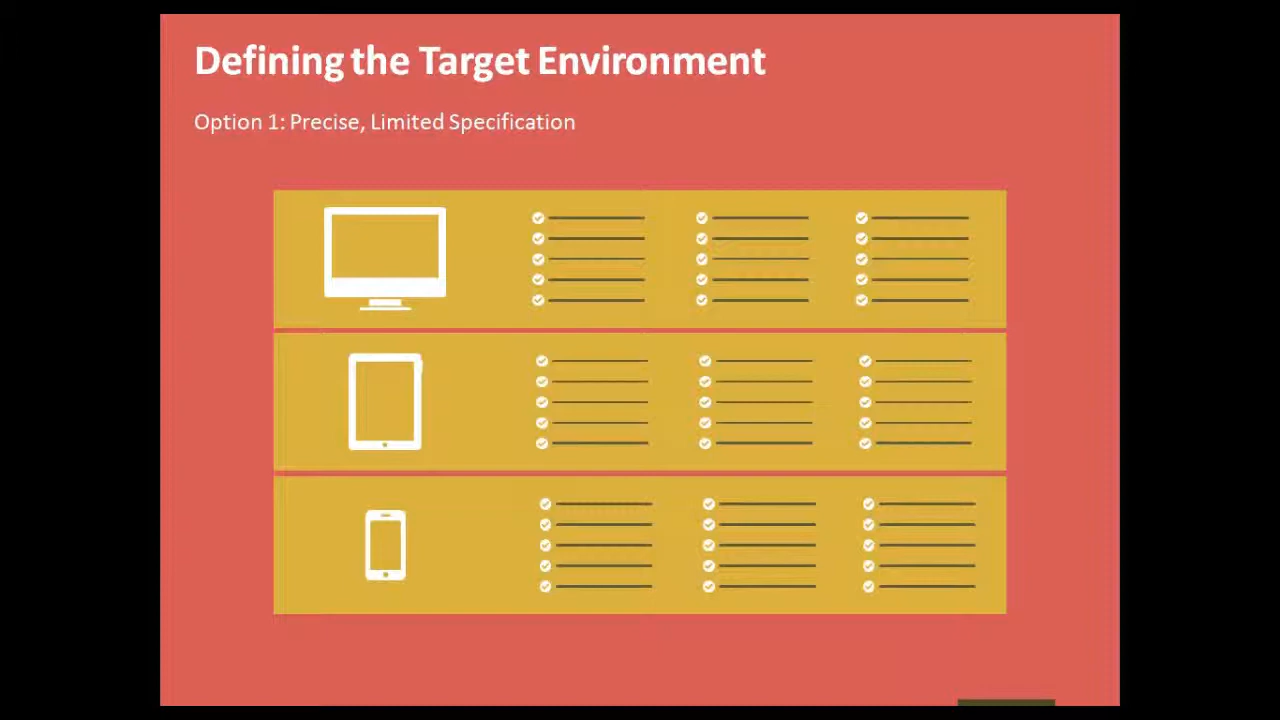 Defining the Target Environment
Option 1: Precise, Limited Specification